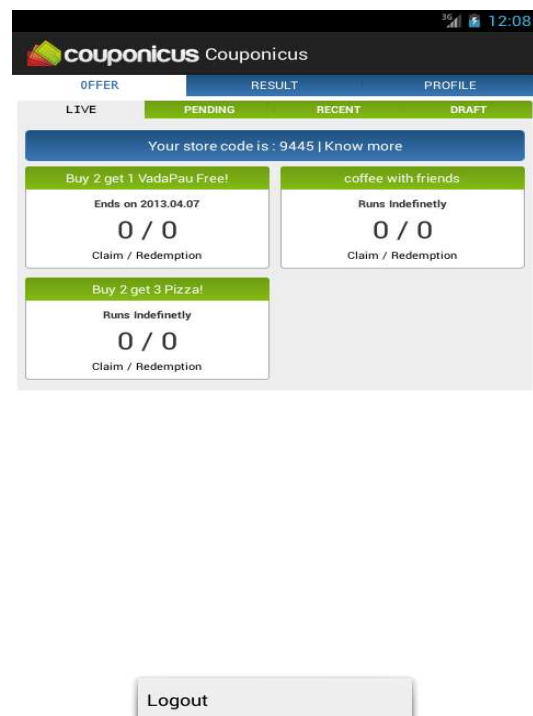 3G 12:08
couponicus Couponicus
OFFER RESULT PROFILE
LIVE PENDING RECENT DRAFT
Your store code is : 9445 | Know more
Buy 2 get 1 VadaPau Free!
Ends on 2013.04.07
0 / 0
Claim / Redemption
coffee with friends
Runs Indefinetly
0 / 0
Claim / Redemption
Buy 2 get 3 Pizza!
Runs Indefinetly
0 / 0
Claim / Redemption
Logout